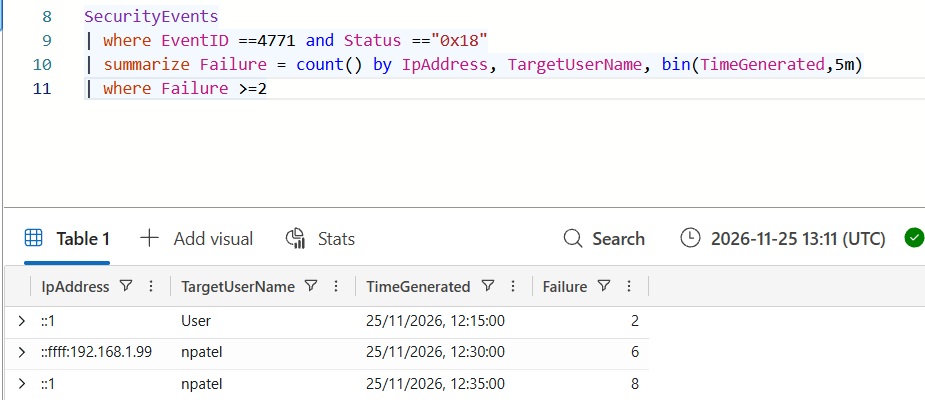 8 SecurityEvents
9 | where EventID ==4771 and Status =="0x18"
10 | summarize Failure = count() by IpAddress, TargetUserName, bin(TimeGenerated,5m)
11 | where Failure >=2
Table 1 Add visual Stats Search 2026-11-25 13:11 (UTC)
IpAddress TargetUserName TimeGenerated Failure
::1 User 25/11/2026, 12:15:00 2
::ffff:192.168.1.99 npatel 25/11/2026, 12:30:00 6
::1 npatel 25/11/2026, 12:35:00 8